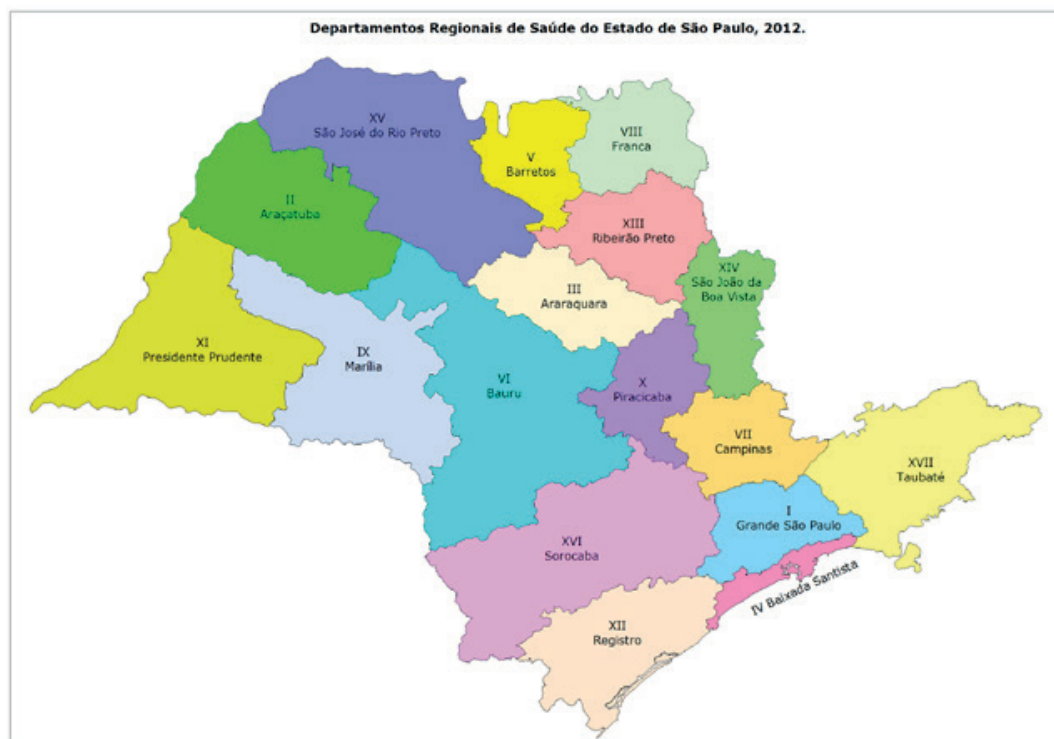 Departamentos Regionais de Saúde do Estado de São Paulo, 2012.
XV
São José do Rio Preto
VIII
Franca
V
Barretos
II
Araçatuba
XIII
Ribeirão Preto
XIV
São João da
Boa Vista
III
Araraquara
XI
Presidente Prudente
IX
Marília
VI
Bauru
X
Piracicaba
VII
Campinas
XVII
Taubaté
I
Grande São Paulo
XVI
Sorocaba
IV Baixada Santista
XII
Registro